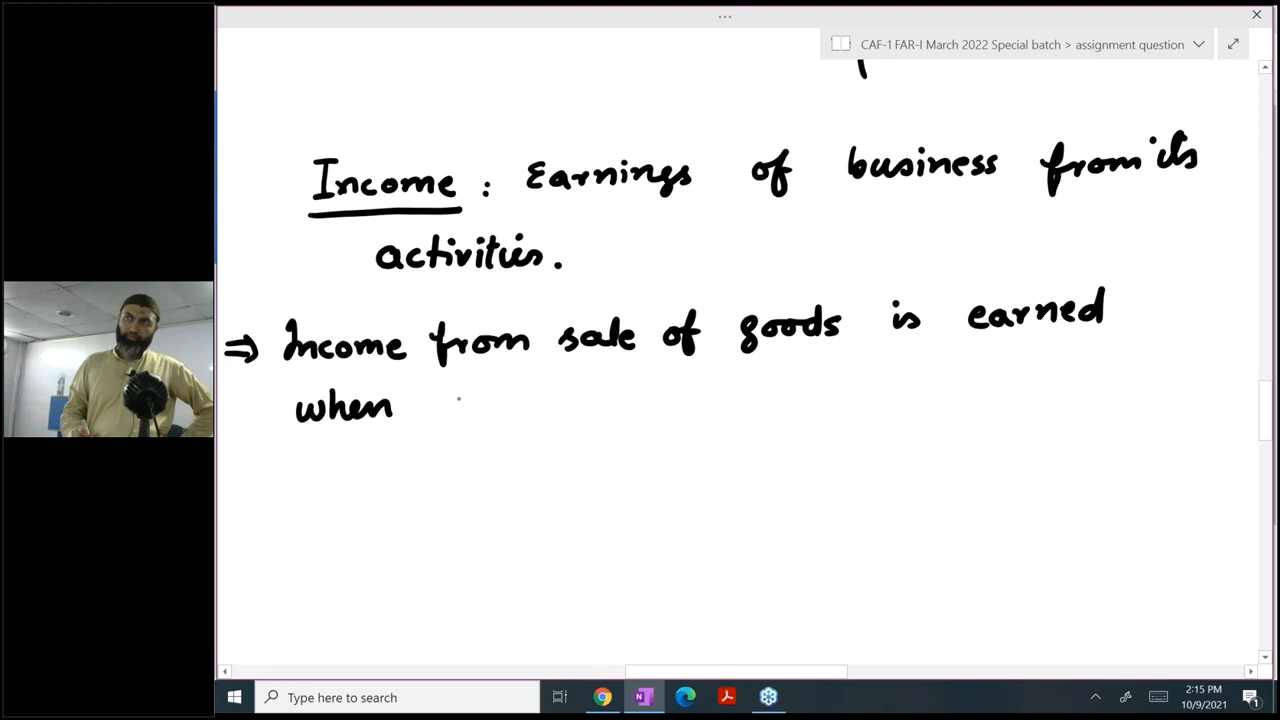 CAF-1 FAR-I March 2022 Special batch > assignment question
Income : Earnings of business from its
activities.
⇒ Income from sale of goods is earned
when
Type here to search
2:15 PM
10/9/2021
1